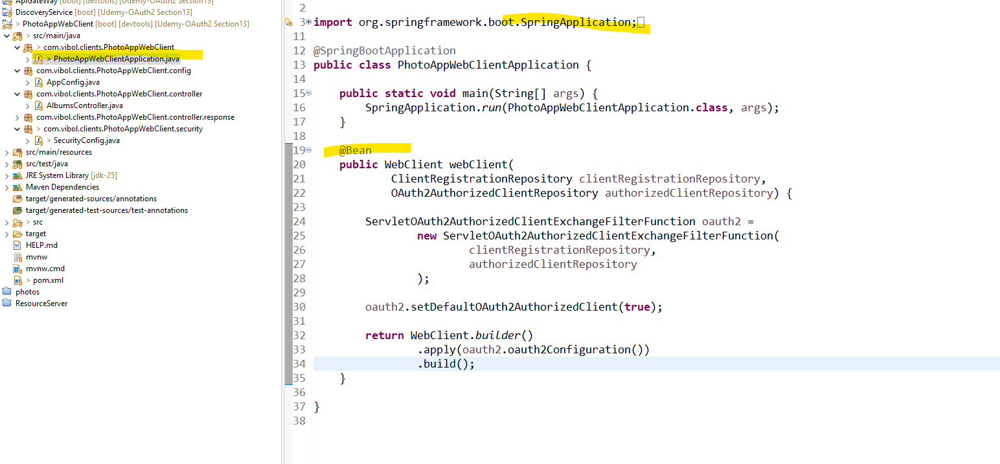 ApiGateWay [boot] [devtools] [Udemy-OAuth2 Section13]
DiscoveryService [boot] [Udemy-OAuth2 Section13]
> PhotoAppWebClient [boot] [devtools] [Udemy-OAuth2 Section13]
> src/main/java
> com.vibol.clients.PhotoAppWebClient
> PhotoAppWebClientApplication.java
com.vibol.clients.PhotoAppWebClient.config
AppConfig.java
com.vibol.clients.PhotoAppWebClient.controller
AlbumsController.java
com.vibol.clients.PhotoAppWebClient.controller.response
> com.vibol.clients.PhotoAppWebClient.security
> SecurityConfig.java
src/main/resources
src/test/java
JRE System Library [jdk-25]
Maven Dependencies
target/generated-sources/annotations
target/generated-test-sources/test-annotations
> src
target
HELP.md
mvnw
mvnw.cmd
> pom.xml
photos
ResourceServer
2
3 import org.springframework.boot.SpringApplication;
11
12 @SpringBootApplication
13 public class PhotoAppWebClientApplication {
14
15 public static void main(String[] args) {
16 SpringApplication.run(PhotoAppWebClientApplication.class, args);
17 }
18
19 @Bean
20 public WebClient webClient(
21 ClientRegistrationRepository clientRegistrationRepository,
22 OAuth2AuthorizedClientRepository authorizedClientRepository) {
23
24 ServletOAuth2AuthorizedClientExchangeFilterFunction oauth2 =
25 new ServletOAuth2AuthorizedClientExchangeFilterFunction(
26 clientRegistrationRepository,
27 authorizedClientRepository
28 );
29
30 oauth2.setDefaultOAuth2AuthorizedClient(true);
31
32 return WebClient.builder()
33 .apply(oauth2.oauth2Configuration())
34 .build();
35 }
36
37 }
38